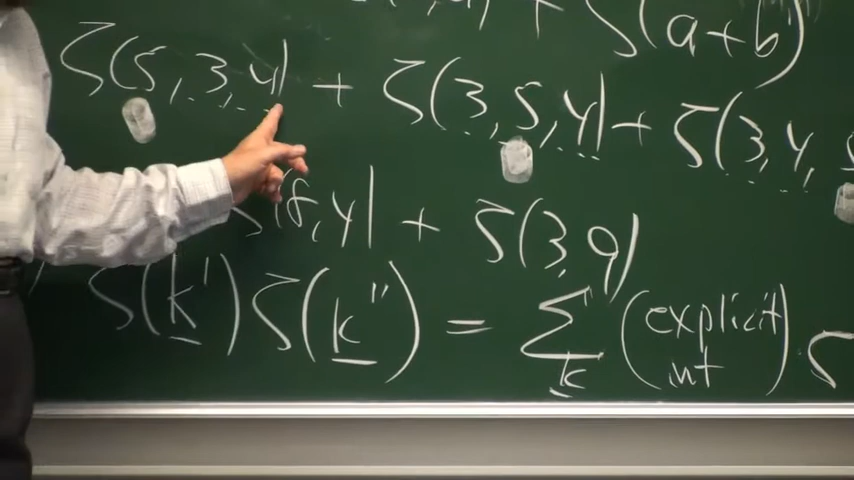 + ζ(a+b)
ζ(5,3,4) + ζ(3,5,4) + ζ(3,4,
8,4) + ζ(3,9)
ζ(k')ζ(k'') = Σ_k (explicit int) ζ